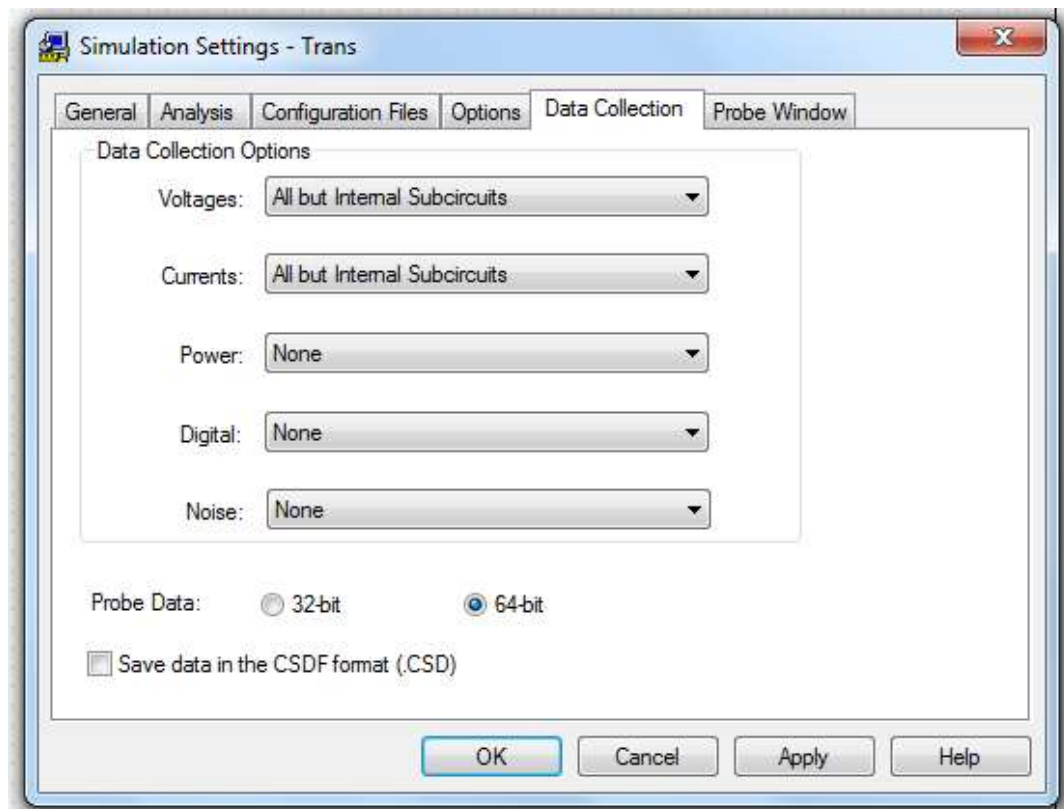 Simulation Settings - Trans
General Analysis Configuration Files Options Data Collection Probe Window
Data Collection Options
Voltages: All but Internal Subcircuits
Currents: All but Internal Subcircuits
Power: None
Digital: None
Noise: None
Probe Data: 32-bit 64-bit
Save data in the CSDF format (.CSD)
OK Cancel Apply Help